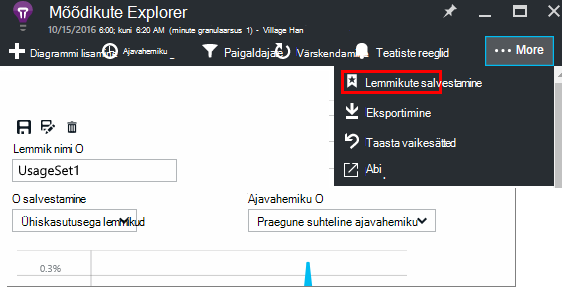 Mõõdikute Explorer
10/15/2016 6:00; kuni 6:20 AM (minute granulaarsus 1) - Village Han
Diagrammi lisamine Ajavahemiku Paigaldajale Värskendamine Teatiste reeglid ••• More
Lemmikute salvestamine
Eksportimine
Taasta vaikesätted
Abi
Lemmik nimi O
UsageSet1
O salvestamine Ajavahemiku O
Ühiskasutusega lemmikud Praegune suhteline ajavahemiku
0.3%